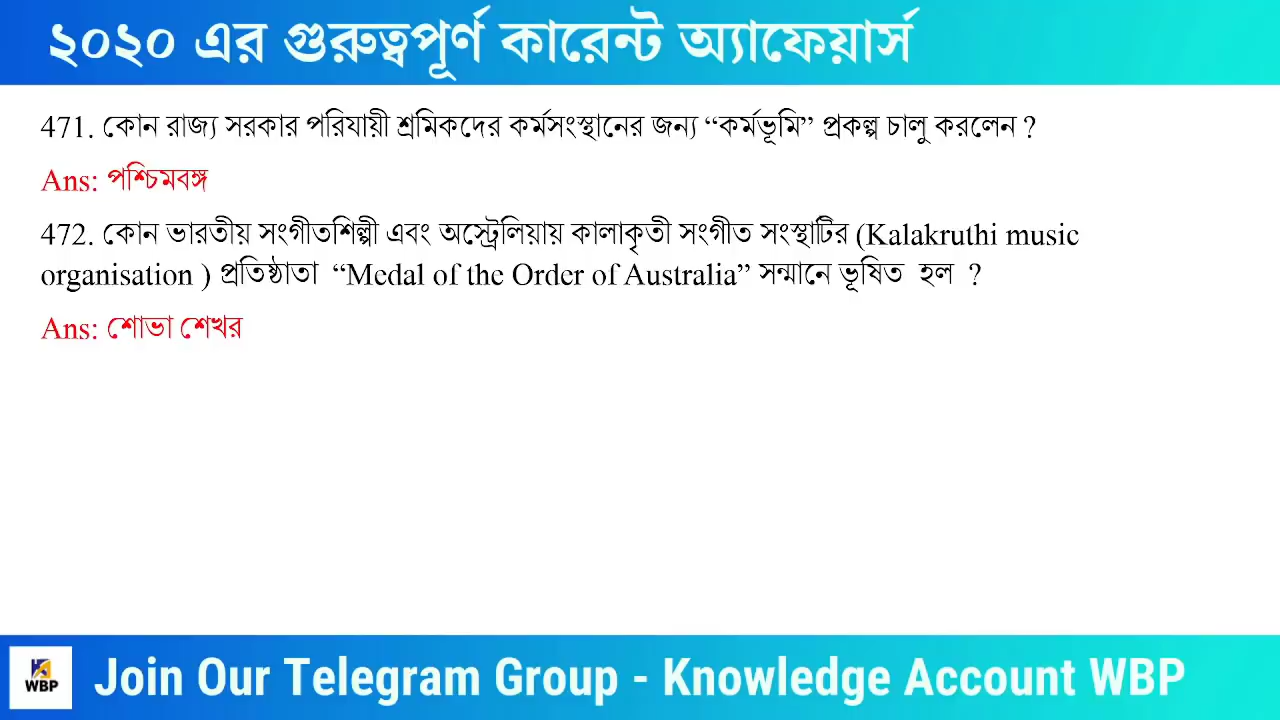 ২০২০ এর গুরুত্বপূর্ণ কারেন্ট অ্যাফেয়ার্স
471. কোন রাজ্য সরকার পরিযায়ী শ্রমিকদের কর্মসংস্থানের জন্য “কর্মভূমি” প্রকল্প চালু করলেন ?
Ans: পশ্চিমবঙ্গ
472. কোন ভারতীয় সংগীতশিল্পী এবং অস্ট্রেলিয়ায় কালাকৃতী সংগীত সংস্থাটির (Kalakruthi music
organisation ) প্রতিষ্ঠাতা “Medal of the Order of Australia” সন্মানে ভূষিত হল ?
Ans: শোভা শেখর
WBP
Join Our Telegram Group - Knowledge Account WBP